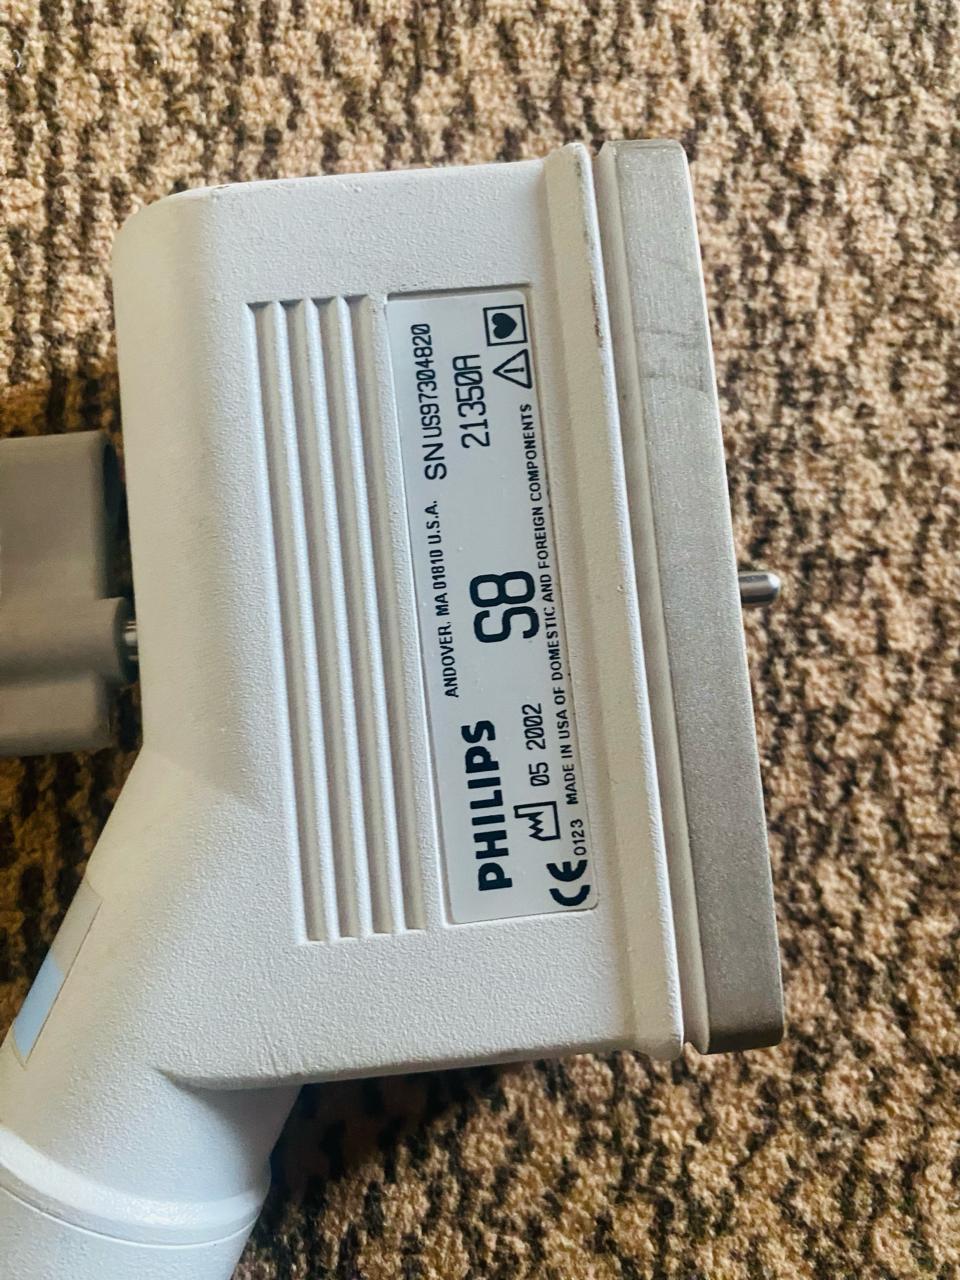 PHILIPS ANDOVER, MA 01810 U.S.A. SN US97304820
05 2002 S8 21350A
CE 0123 MADE IN USA OF DOMESTIC AND FOREIGN COMPONENTS